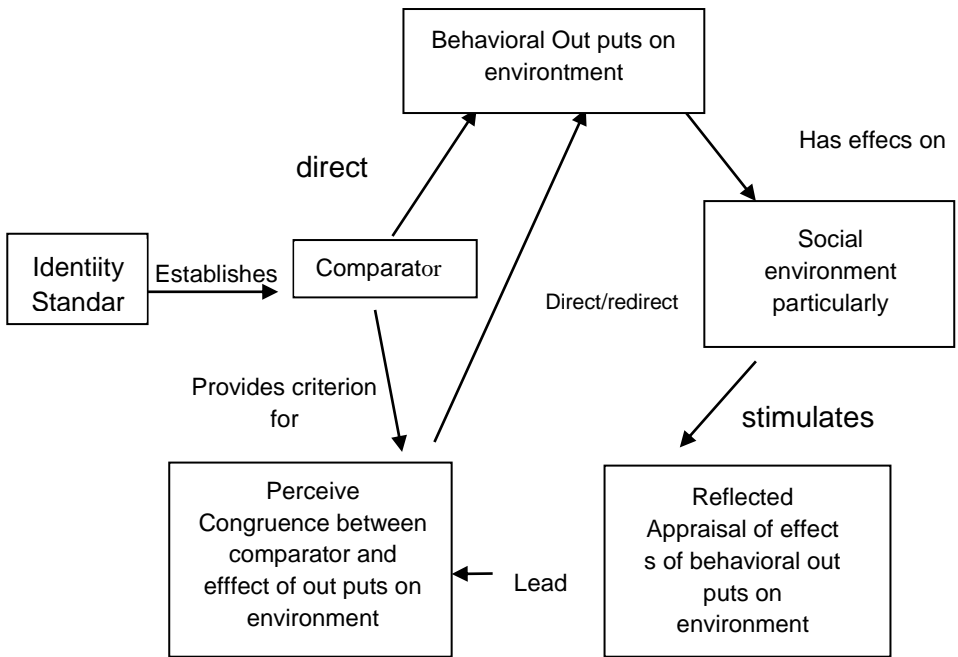 Behavioral Out puts on
environtment
Has effecs on
direct
Social
environment
particularly
Identiity
Standar
Establishes
Comparator
Direct/redirect
Provides criterion
for
stimulates
Perceive
Congruence between
comparator and
efffect of out puts on
environment
Lead
Reflected
Appraisal of effect
s of behavioral out
puts on
environment